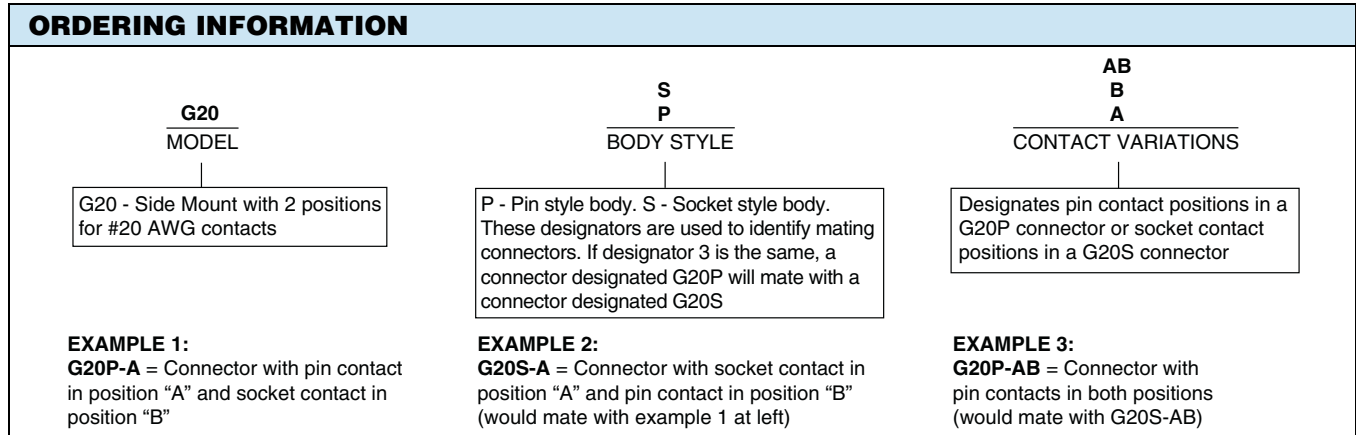 ORDERING INFORMATION
G20
MODEL
G20 - Side Mount with 2 positions
for #20 AWG contacts
S
P
BODY STYLE
P - Pin style body. S - Socket style body.
These designators are used to identify mating
connectors. If designator 3 is the same, a
connector designated G20P will mate with a
connector designated G20S
AB
B
A
CONTACT VARIATIONS
Designates pin contact positions in a
G20P connector or socket contact
positions in a G20S connector
EXAMPLE 1:
G20P-A = Connector with pin contact
in position “A” and socket contact in
position “B”
EXAMPLE 2:
G20S-A = Connector with socket contact in
position “A” and pin contact in position “B”
(would mate with example 1 at left)
EXAMPLE 3:
G20P-AB = Connector with
pin contacts in both positions
(would mate with G20S-AB)